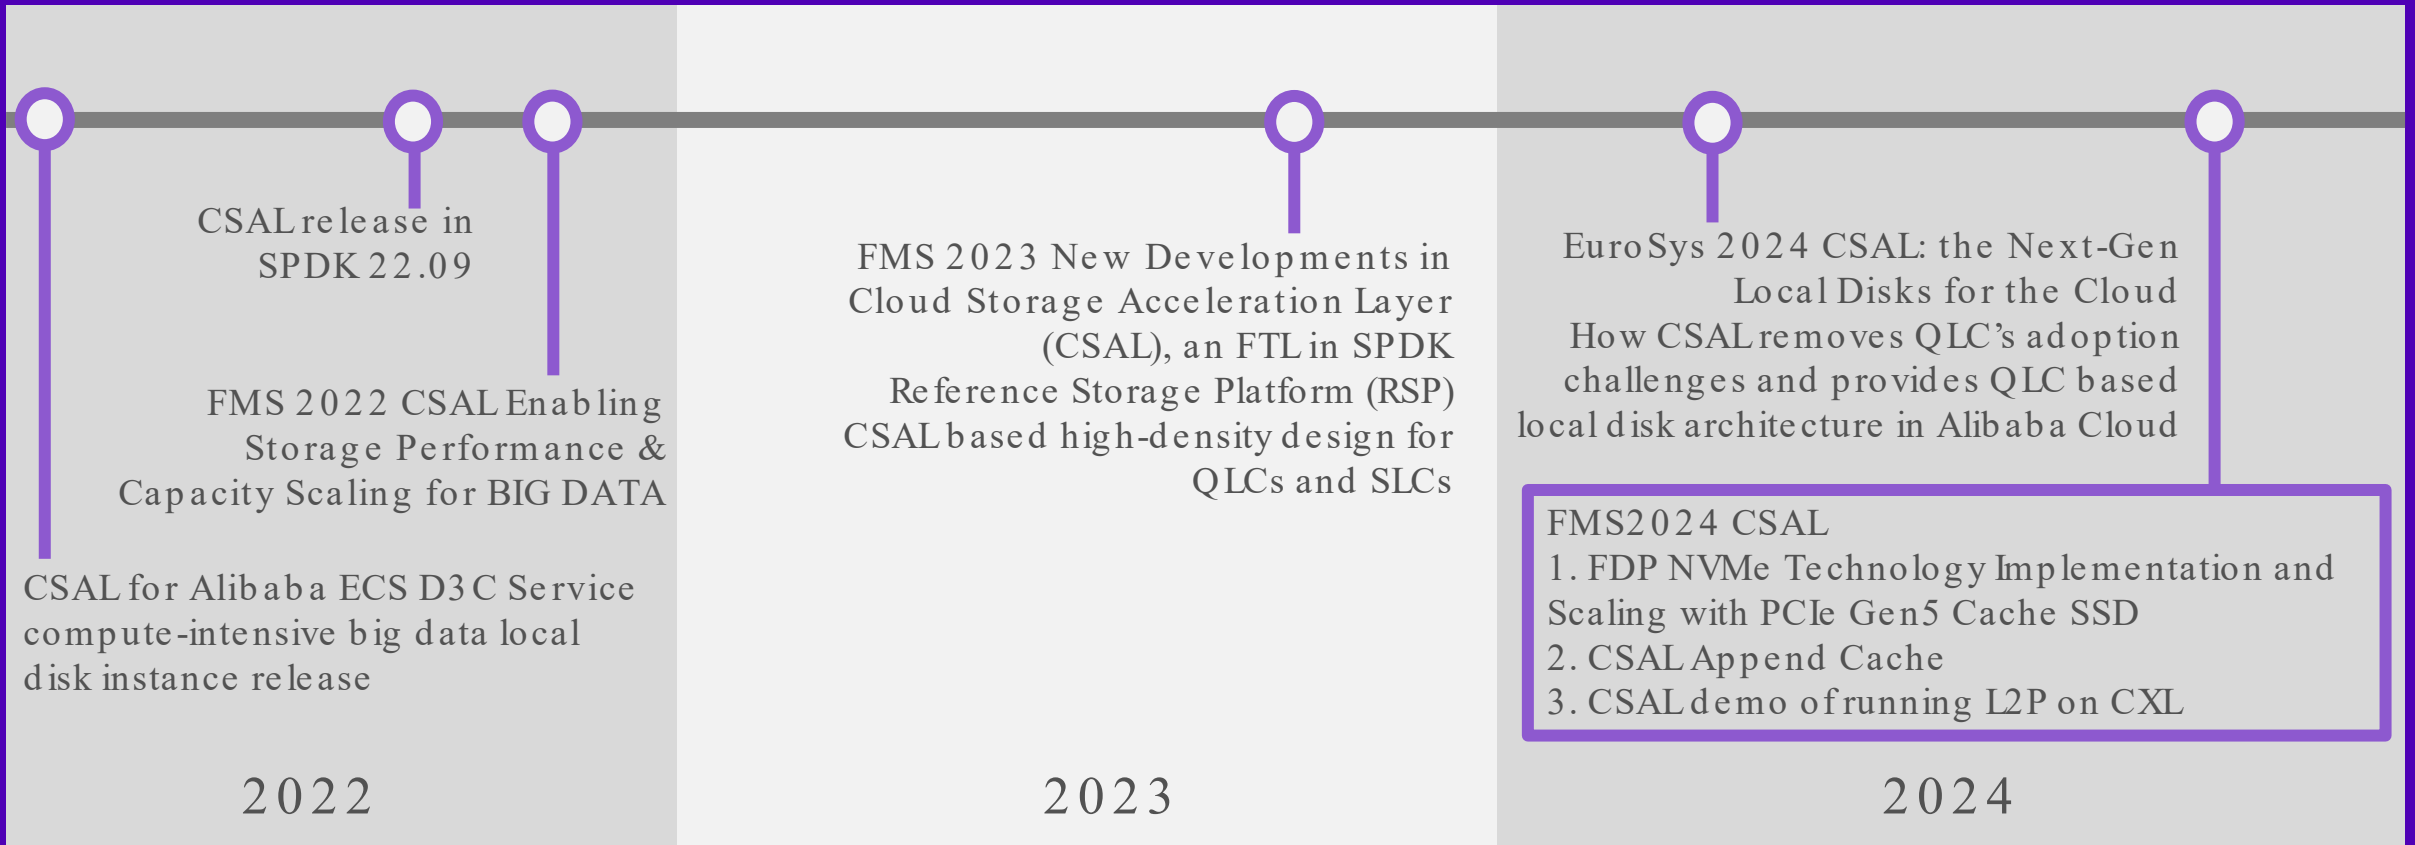 CSAL release in
SPDK 22.09
FMS 2022 CSAL Enabling
Storage Performance &
Capacity Scaling for BIG DATA
CSAL for Alibaba ECS D3C Service
compute-intensive big data local
disk instance release
2022
FMS 2023 New Developments in
Cloud Storage Acceleration Layer
(CSAL), an FTL in SPDK
Reference Storage Platform (RSP)
CSAL based high-density design for
QLCs and SLCs
2023
EuroSys 2024 CSAL: the Next-Gen
Local Disks for the Cloud
How CSAL removes QLC’s adoption
challenges and provides QLC based
local disk architecture in Alibaba Cloud
FMS2024 CSAL
1. FDP NVMe Technology Implementation and
Scaling with PCIe Gen5 Cache SSD
2. CSAL Append Cache
3. CSAL demo of running L2P on CXL
2024